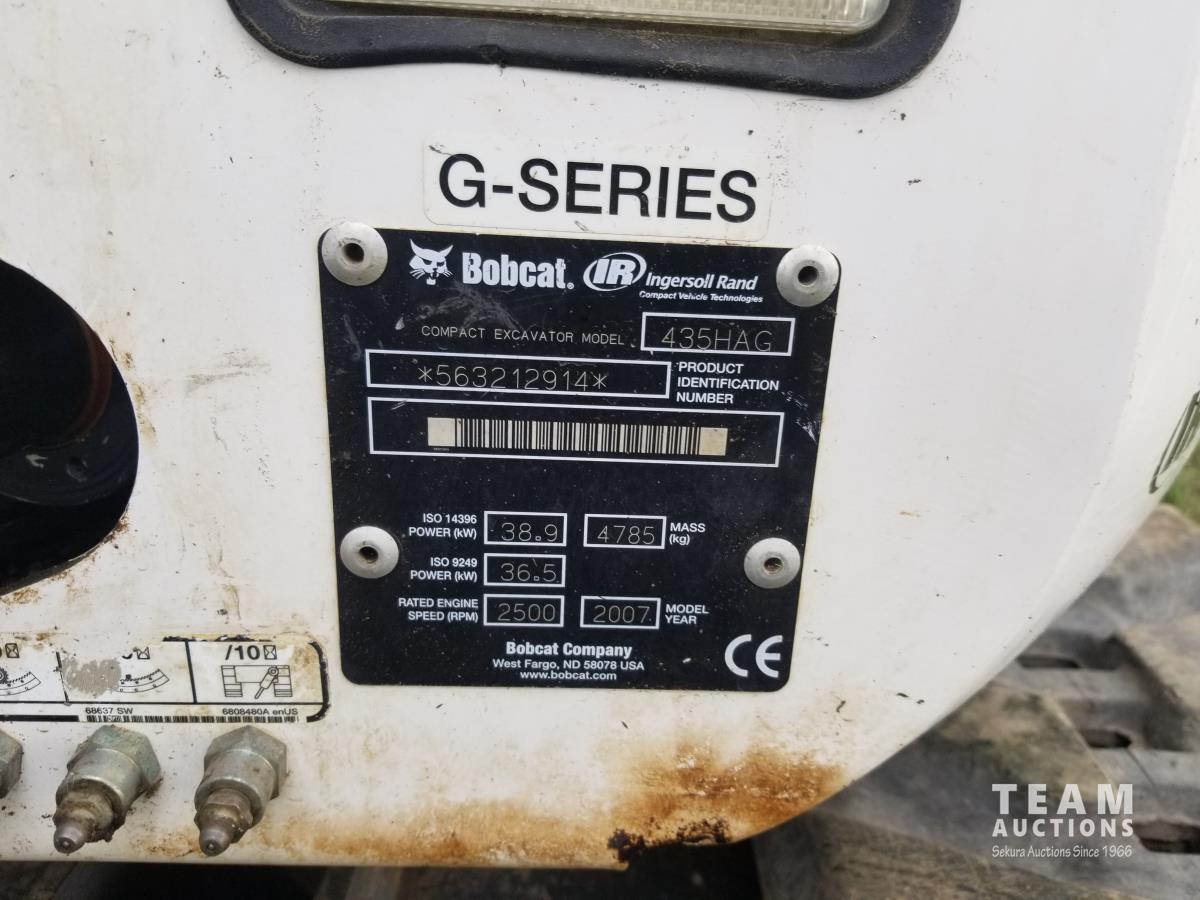 G-SERIES
Bobcat. IR Ingersoll Rand
Compact Vehicle Technologies
COMPACT EXCAVATOR MODEL 435HAG
*563212914* PRODUCT
IDENTIFICATION
NUMBER
ISO 14396
POWER (kW) 38.9 4785 MASS
(kg)
ISO 9249
POWER (kW) 36.5
RATED ENGINE
SPEED (RPM) 2500 2007 MODEL
YEAR
Bobcat Company
West Fargo, ND 58078 USA
www.bobcat.com
CE
/10
68637 SW 6808480A enUS
TEAM
AUCTIONS
Sekura Auctions Since 1966